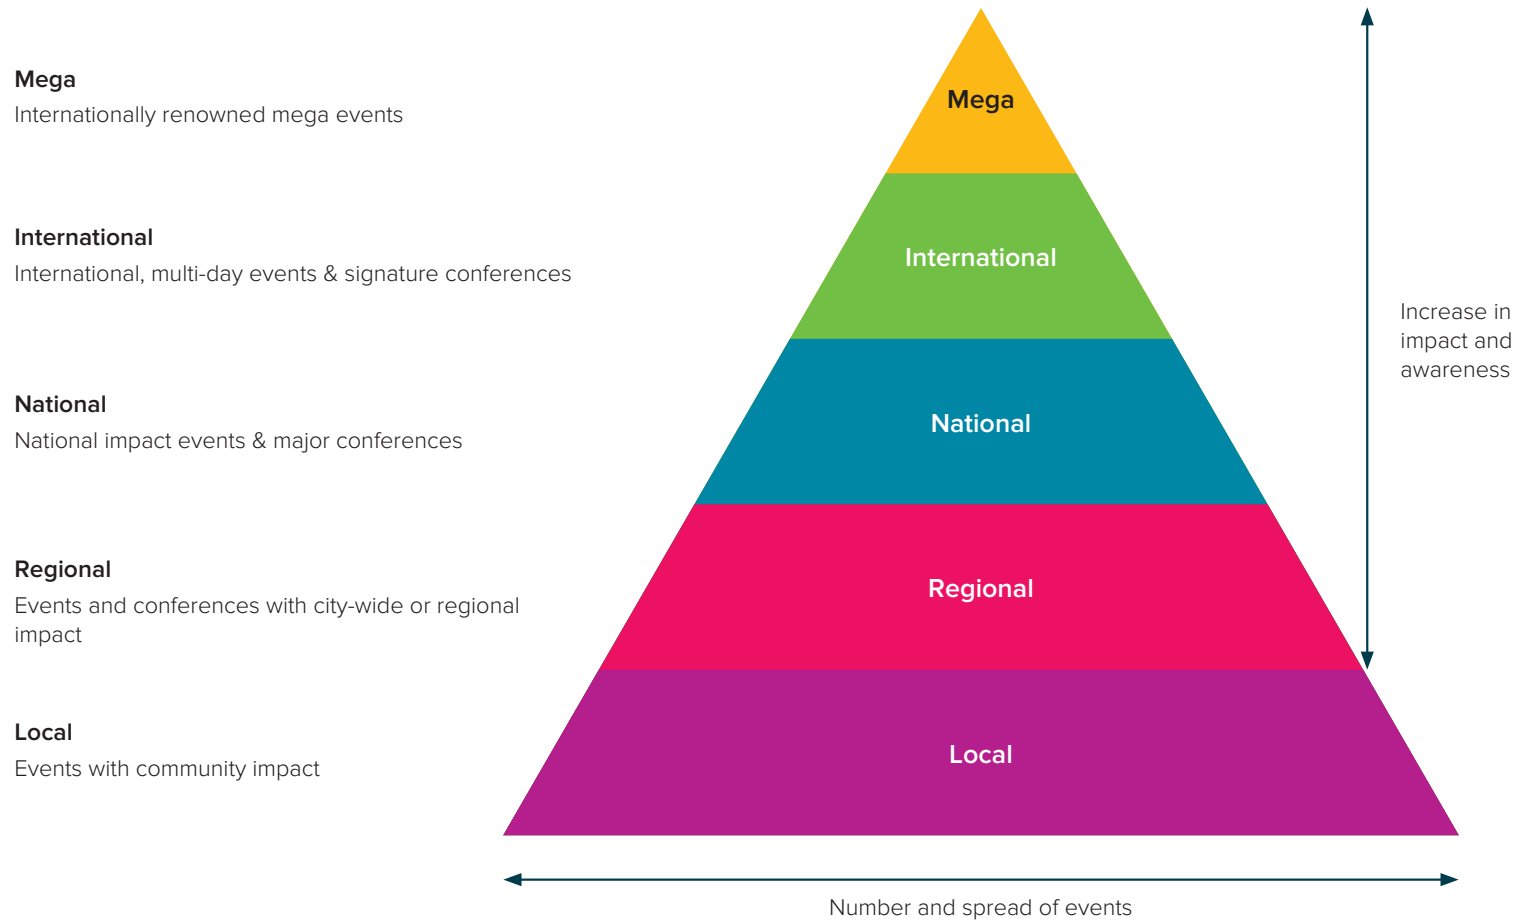 Mega
Internationally renowned mega events
International
International, multi-day events & signature conferences
National
National impact events & major conferences
Regional
Events and conferences with city-wide or regional
impact
Local
Events with community impact
Mega
International
National
Regional
Local
Increase in
impact and
awareness
Number and spread of events